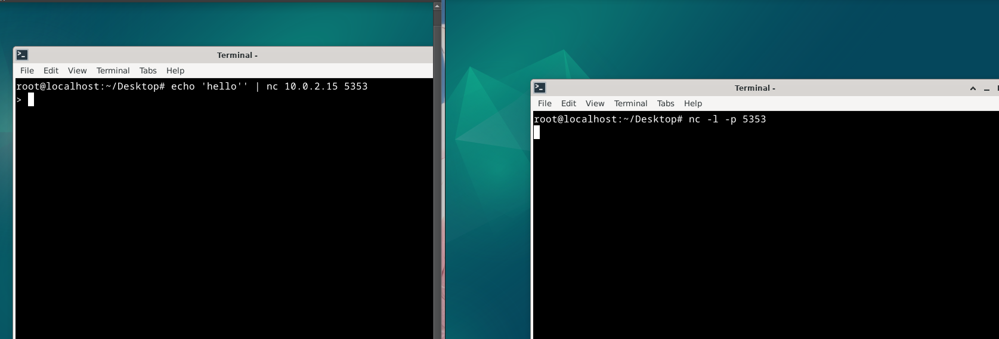 Terminal -
File Edit View Terminal Tabs Help
root@localhost:~/Desktop# echo 'hello'' | nc 10.0.2.15 5353
>
Terminal -
File Edit View Terminal Tabs Help
root@localhost:~/Desktop# nc -l -p 5353